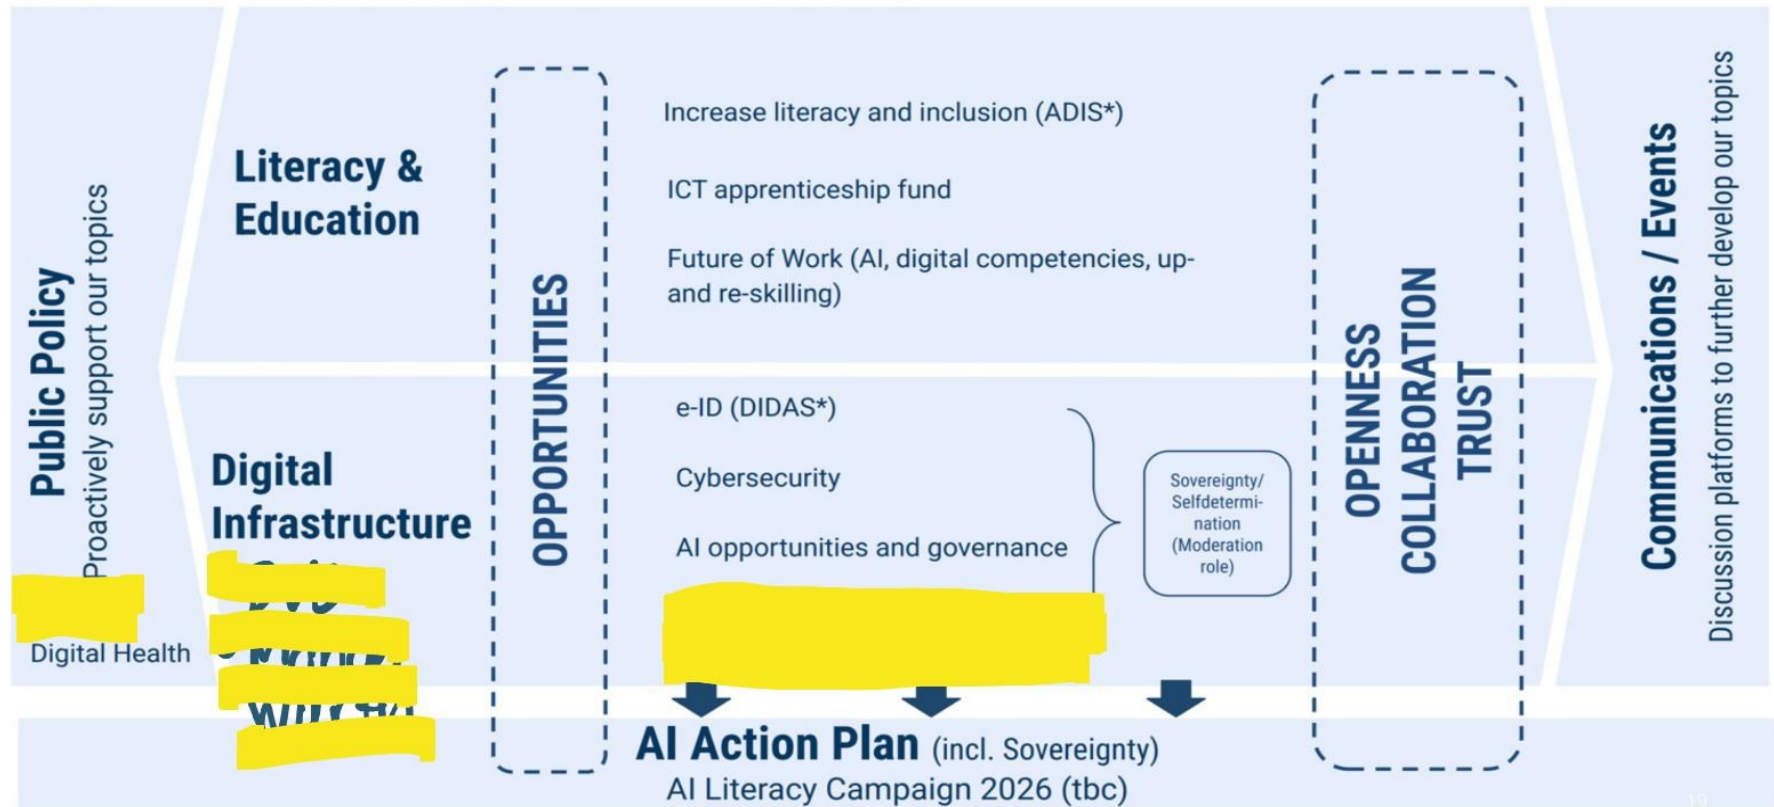 Public Policy
Proactively support our topics
Digital Health
Literacy &
Education
Digital
Infrastructure
OPPORTUNITIES
Increase literacy and inclusion (ADIS*)
ICT apprenticeship fund
Future of Work (AI, digital competencies, up-
and re-skilling)
e-ID (DIDAS*)
Cybersecurity
AI opportunities and governance
Sovereignty/
Selfdetermi-
nation
(Moderation
role)
OPENNESS
COLLABORATION
TRUST
Communications / Events
Discussion platforms to further develop our topics
AI Action Plan (incl. Sovereignty)
AI Literacy Campaign 2026 (tbc)
19